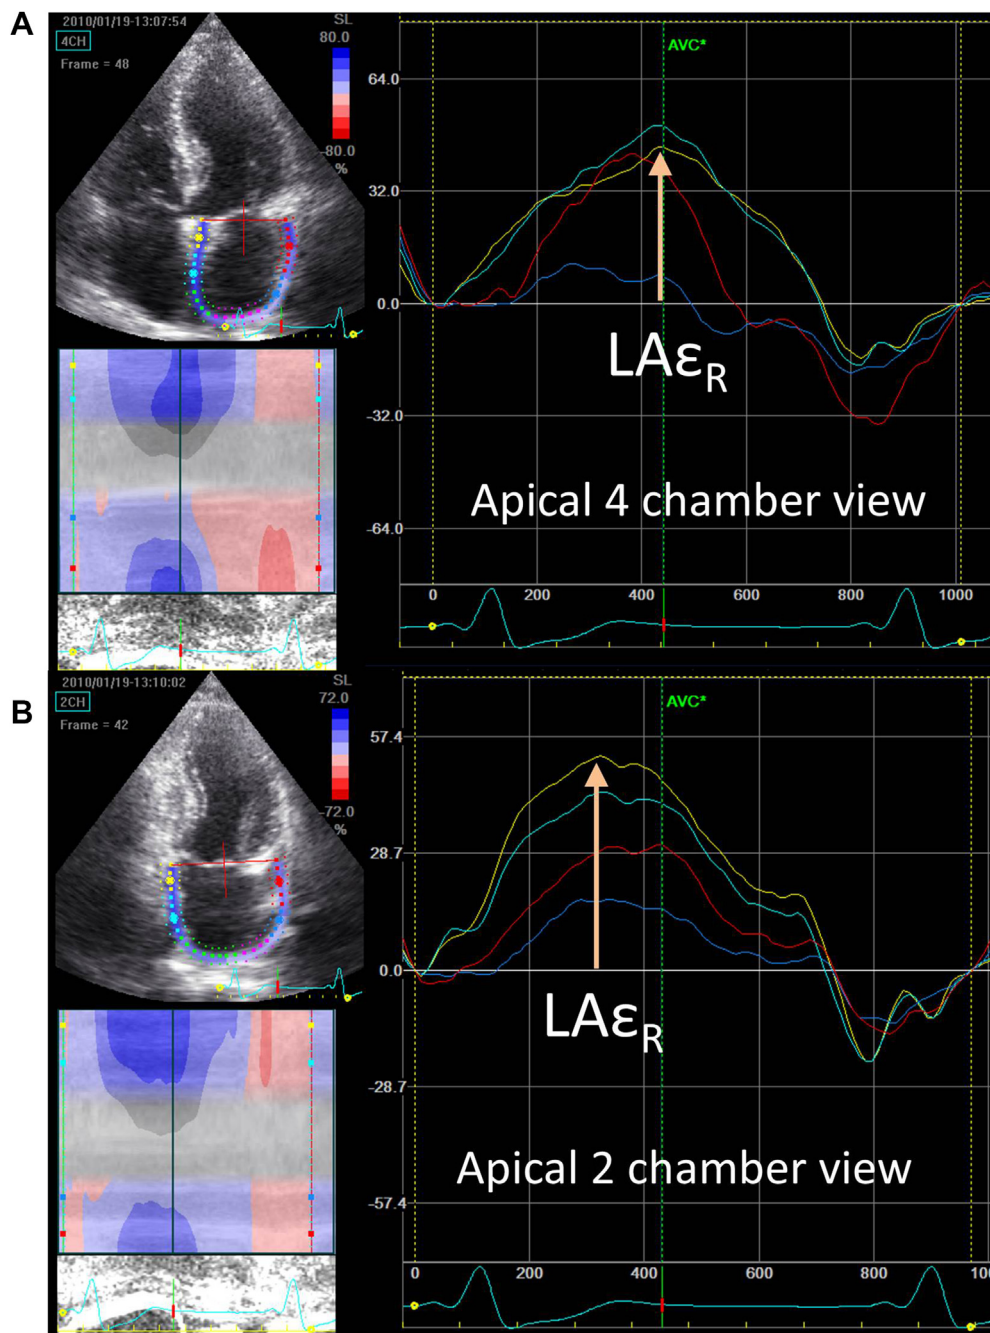 A
2010/01/19-13:07:54
4CH
Frame = 48
SL
80.0
-80.0
%
AVC*
64.0
32.0
0.0
-32.0
-64.0
LAεR
Apical 4 chamber view
0 200 400 600 800 1000
B
2010/01/19-13:10:02
2CH
Frame = 42
SL
72.0
-72.0
%
AVC*
57.4
28.7
0.0
-28.7
-57.4
LAεR
Apical 2 chamber view
0 200 400 600 800 100